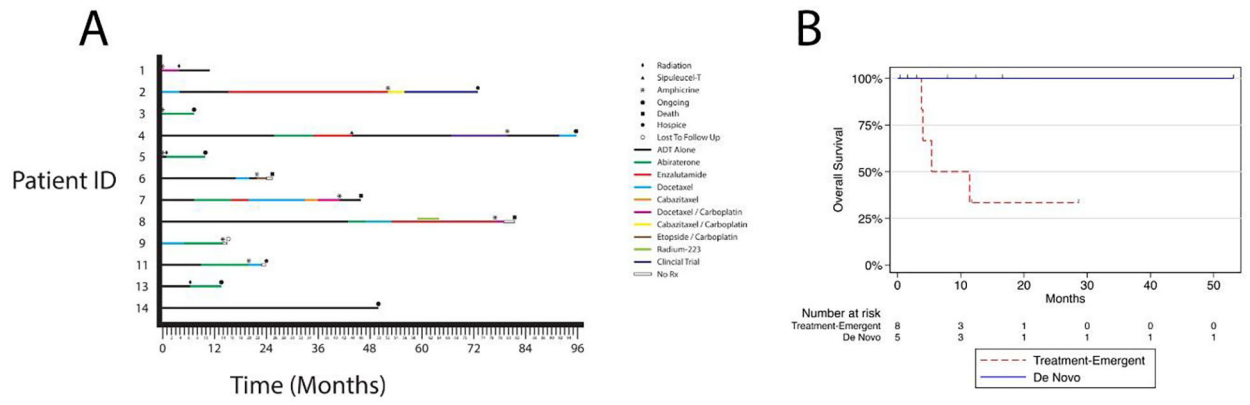 A
Patient ID
1
2
3
4
5
6
7
8
9
11
13
14
0 12 24 36 48 60 72 84 96
Time (Months)
Radiation
Sipuleucel-T
Amphicrine
Ongoing
Death
Hospice
Lost To Follow Up
ADT Alone
Abiraterone
Enzalutamide
Docetaxel
Cabazitaxel
Docetaxel / Carboplatin
Cabazitaxel / Carboplatin
Etopside / Carboplatin
Radium-223
Clincial Trial
No Rx
B
Overall Survival
100%
75%
50%
25%
0%
0 10 20 30 40 50
Months
Number at risk
Treatment-Emergent 8 3 1 0 0 0
De Novo 5 3 1 1 1 1
Treatment-Emergent
De Novo